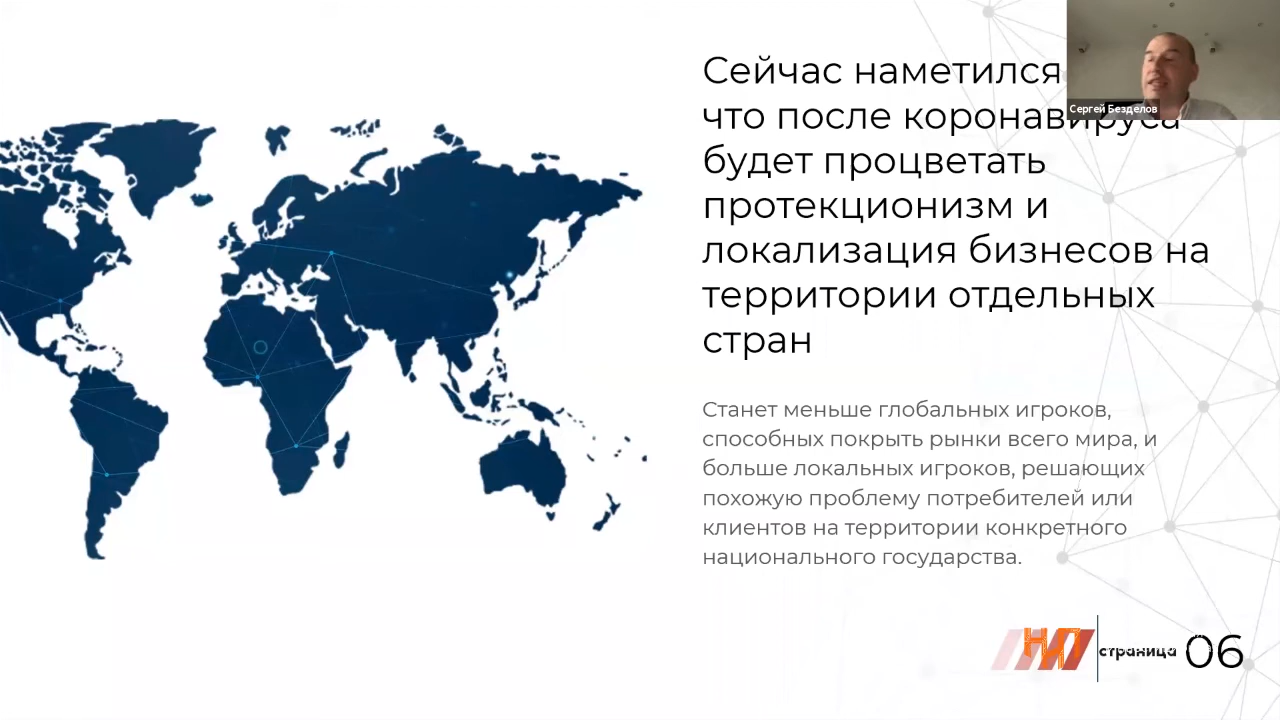 Сейчас наметился
что после коронавируса
будет процветать
протекционизм и
локализация бизнесов на
территории отдельных
стран
Сергей Безделов
Станет меньше глобальных игроков,
способных покрыть рынки всего мира, и
больше локальных игроков, решающих
похожую проблему потребителей или
клиентов на территории конкретного
национального государства.
страница 06